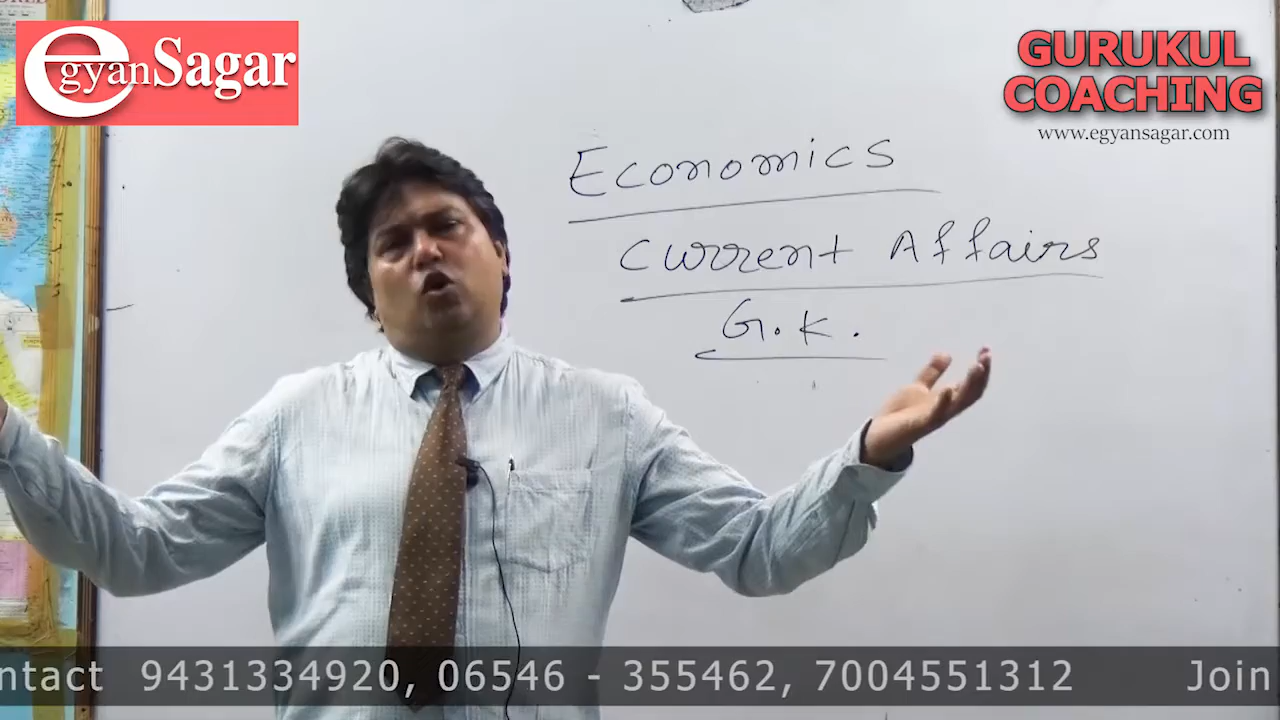 egyanSagar
GURUKUL
COACHING
www.egyansagar.com
Economics
Current Affairs
G.K.
ntact 9431334920, 06546 - 355462, 7004551312 Join